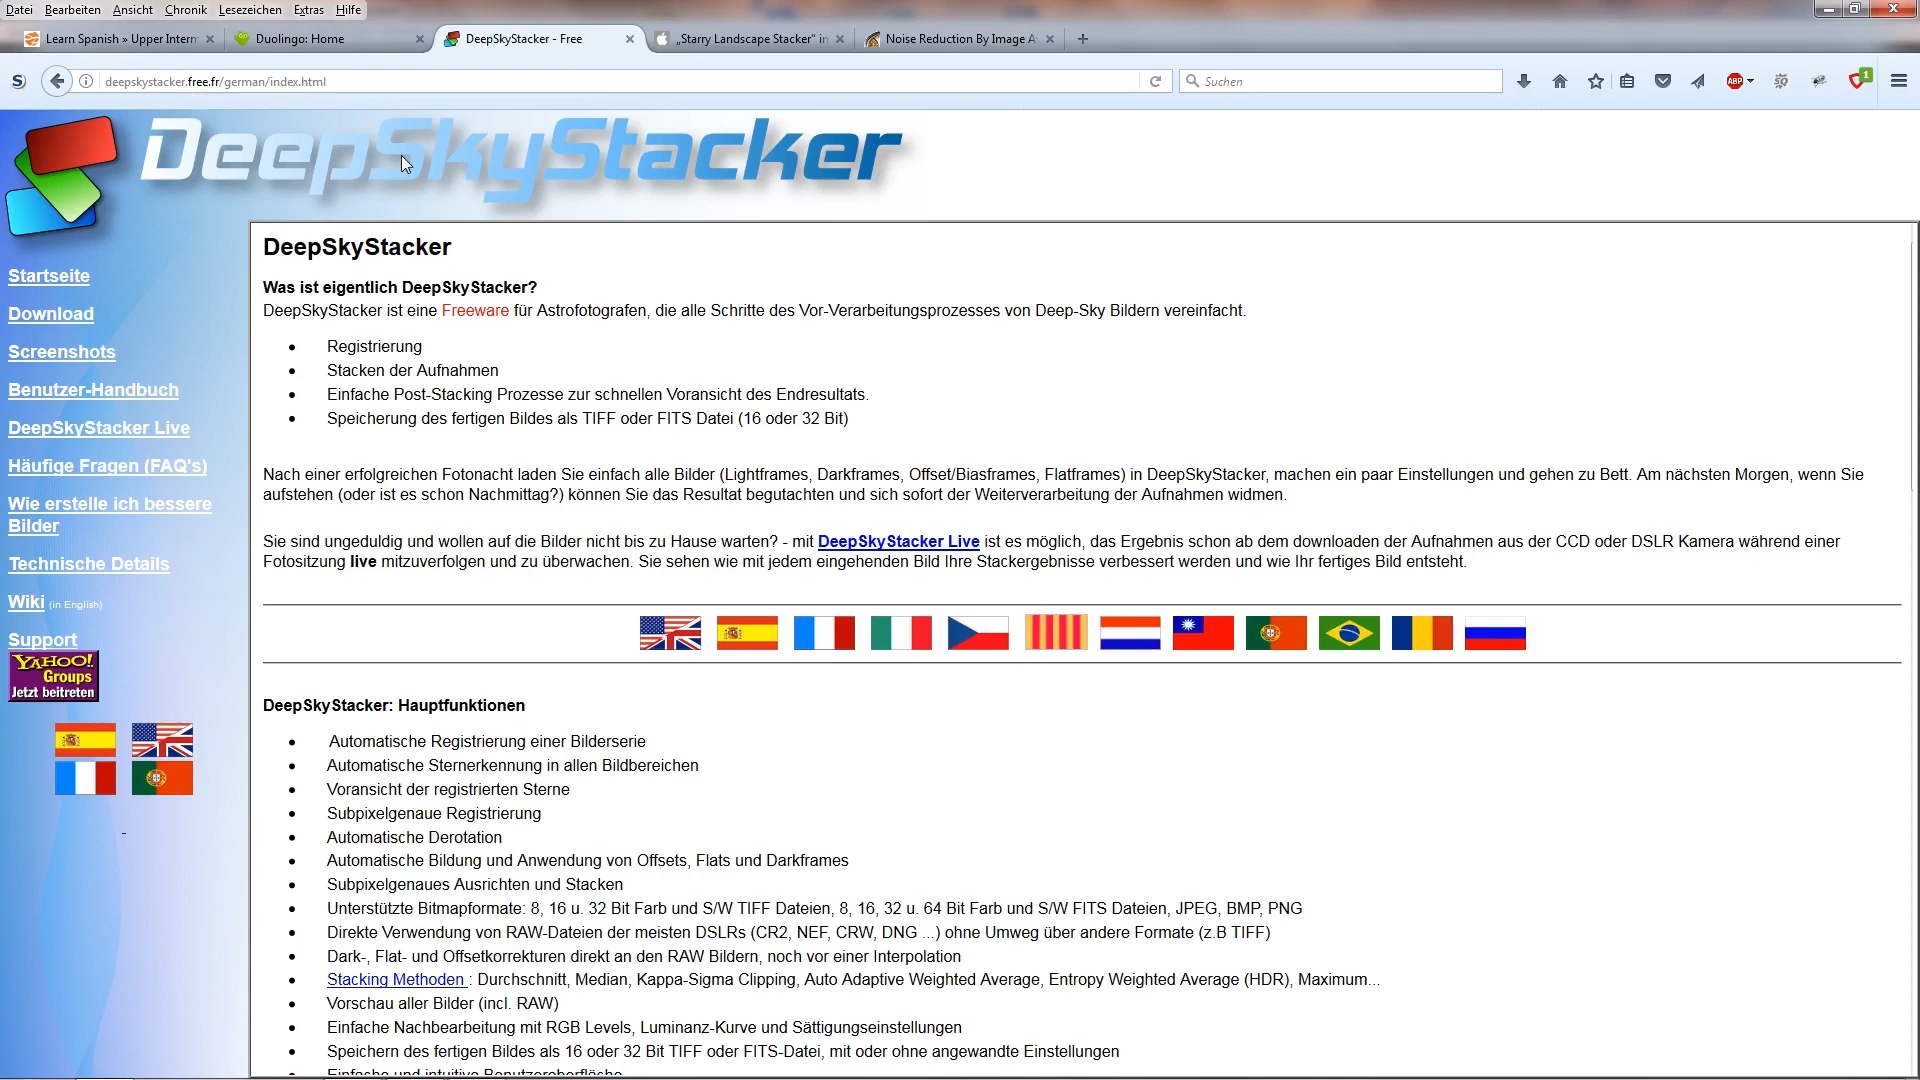 Datei Bearbeiten Ansicht Chronik Lesezeichen Extras Hilfe
Learn Spanish » Upper Interm
Duolingo: Home
DeepSkyStacker - Free
„Starry Landscape Stacker“ in
Noise Reduction By Image A
deepskystacker.free.fr/german/index.html
Suchen
ABP
1
DeepSkyStacker
Startseite
Download
Screenshots
Benutzer-Handbuch
DeepSkyStacker Live
Häufige Fragen (FAQ's)
Wie erstelle ich bessere
Bilder
Technische Details
Wiki (in English)
Support
YAHOO!
Groups
Jetzt beitreten
DeepSkyStacker
Was ist eigentlich DeepSkyStacker?
DeepSkyStacker ist eine Freeware für Astrofotografen, die alle Schritte des Vor-Verarbeitungsprozesses von Deep-Sky Bildern vereinfacht.
• Registrierung
• Stacken der Aufnahmen
• Einfache Post-Stacking Prozesse zur schnellen Voransicht des Endresultats.
• Speicherung des fertigen Bildes als TIFF oder FITS Datei (16 oder 32 Bit)
Nach einer erfolgreichen Fotonacht laden Sie einfach alle Bilder (Lightframes, Darkframes, Offset/Biasframes, Flatframes) in DeepSkyStacker, machen ein paar Einstellungen und gehen zu Bett. Am nächsten Morgen, wenn Sie
aufstehen (oder ist es schon Nachmittag?) können Sie das Resultat begutachten und sich sofort der Weiterverarbeitung der Aufnahmen widmen.
Sie sind ungeduldig und wollen auf die Bilder nicht bis zu Hause warten? - mit DeepSkyStacker Live ist es möglich, das Ergebnis schon ab dem downloaden der Aufnahmen aus der CCD oder DSLR Kamera während einer
Fotositzung live mitzuverfolgen und zu überwachen. Sie sehen wie mit jedem eingehenden Bild Ihre Stackergebnisse verbessert werden und wie Ihr fertiges Bild entsteht.
DeepSkyStacker: Hauptfunktionen
• Automatische Registrierung einer Bilderserie
• Automatische Sternerkennung in allen Bildbereichen
• Voransicht der registrierten Sterne
• Subpixelgenaue Registrierung
• Automatische Derotation
• Automatische Bildung und Anwendung von Offsets, Flats und Darkframes
• Subpixelgenaues Ausrichten und Stacken
• Unterstützte Bitmapformate: 8, 16 u. 32 Bit Farb und S/W TIFF Dateien, 8, 16, 32 u. 64 Bit Farb und S/W FITS Dateien, JPEG, BMP, PNG
• Direkte Verwendung von RAW-Dateien der meisten DSLRs (CR2, NEF, CRW, DNG ...) ohne Umweg über andere Formate (z.B TIFF)
• Dark-, Flat- und Offsetkorrekturen direkt an den RAW Bildern, noch vor einer Interpolation
• Stacking Methoden : Durchschnitt, Median, Kappa-Sigma Clipping, Auto Adaptive Weighted Average, Entropy Weighted Average (HDR), Maximum...
• Vorschau aller Bilder (incl. RAW)
• Einfache Nachbearbeitung mit RGB Levels, Luminanz-Kurve und Sättigungseinstellungen
• Speichern des fertigen Bildes als 16 oder 32 Bit TIFF oder FITS-Datei, mit oder ohne angewandte Einstellungen
• Einfache und intuitive Benutzeroberfläche